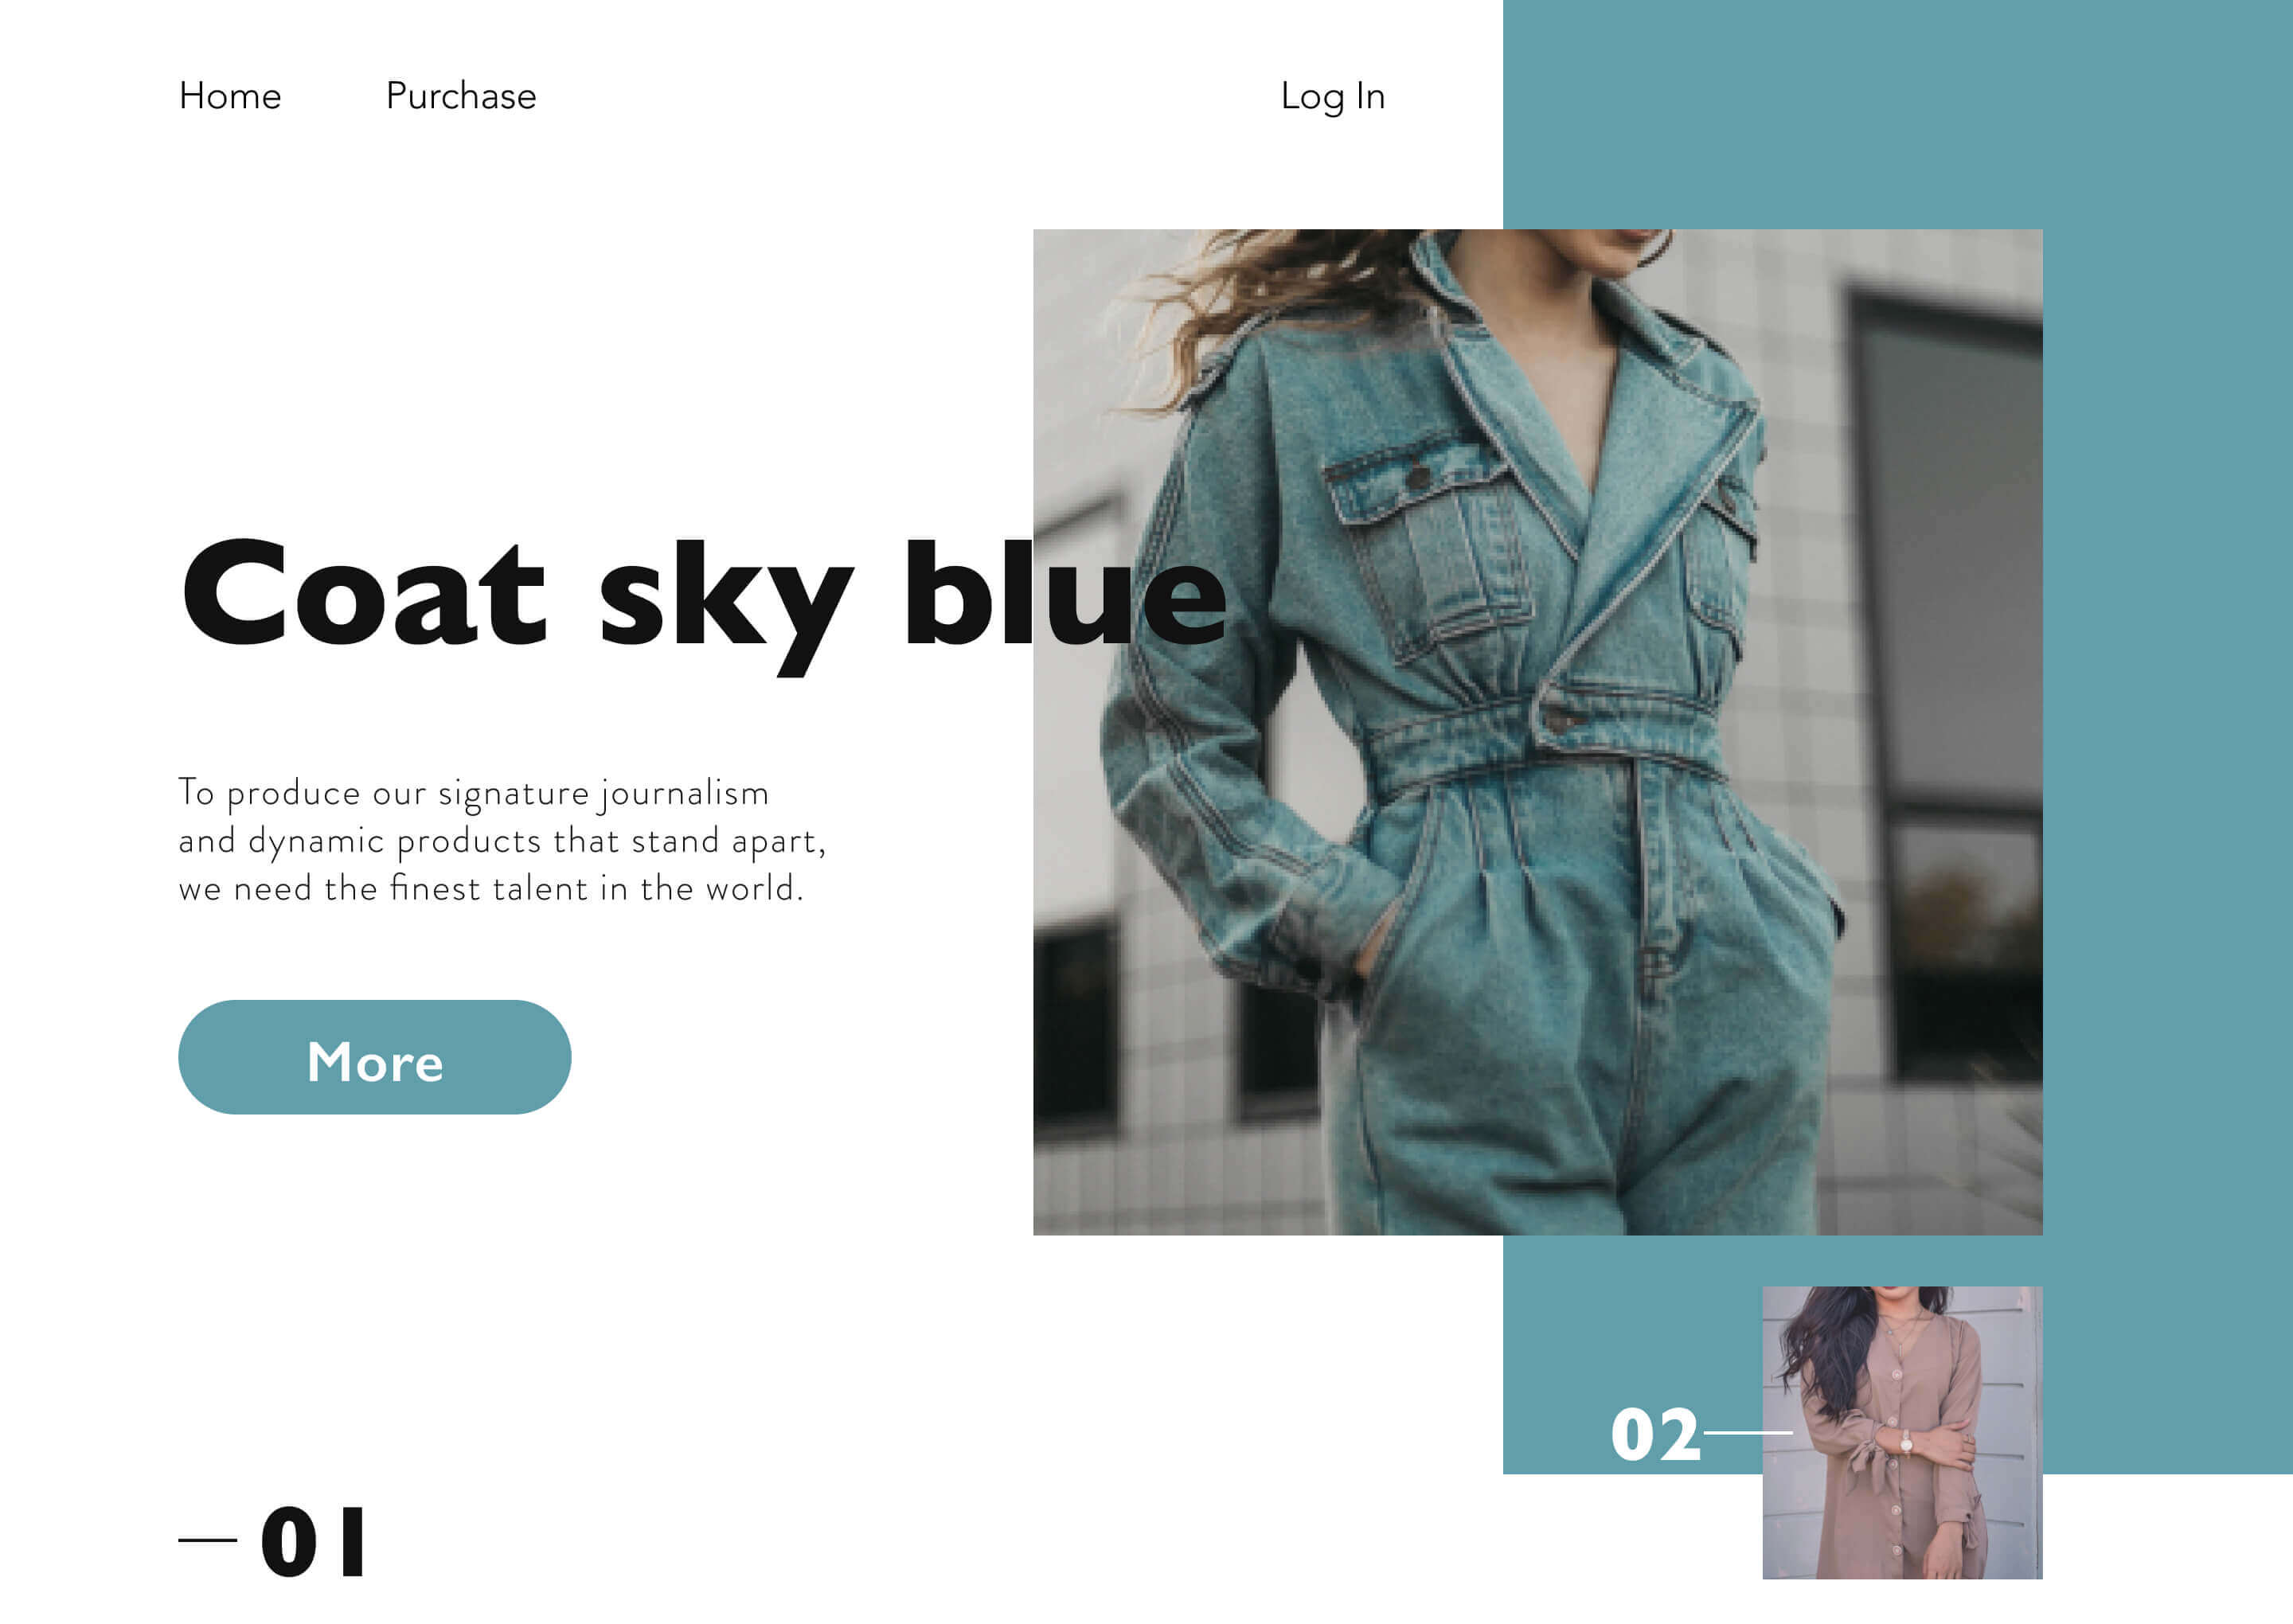 Home
Purchase
Log In
Coat sky blue
To produce our signature journalism
and dynamic products that stand apart,
we need the finest talent in the world.
More
02
01